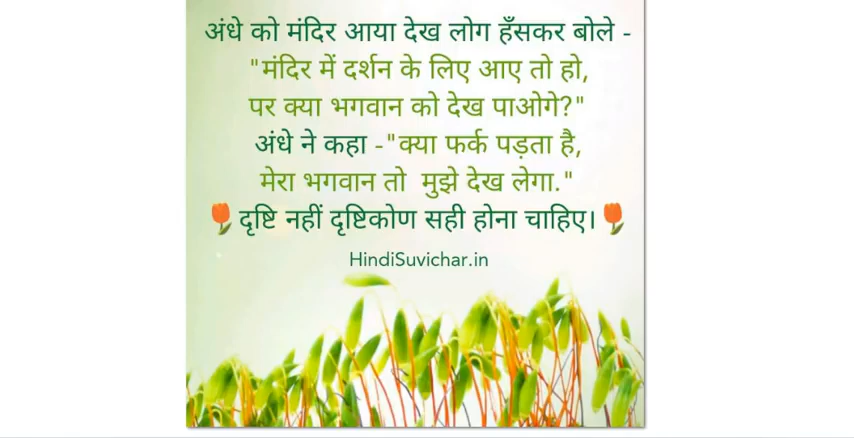 अंधे को मंदिर आया देख लोग हँसकर बोले -
"मंदिर में दर्शन के लिए आए तो हो,
पर क्या भगवान को देख पाओगे?"
अंधे ने कहा -"क्या फर्क पड़ता है,
मेरा भगवान तो मुझे देख लेगा."
दृष्टि नहीं दृष्टिकोण सही होना चाहिए।
HindiSuvichar.in